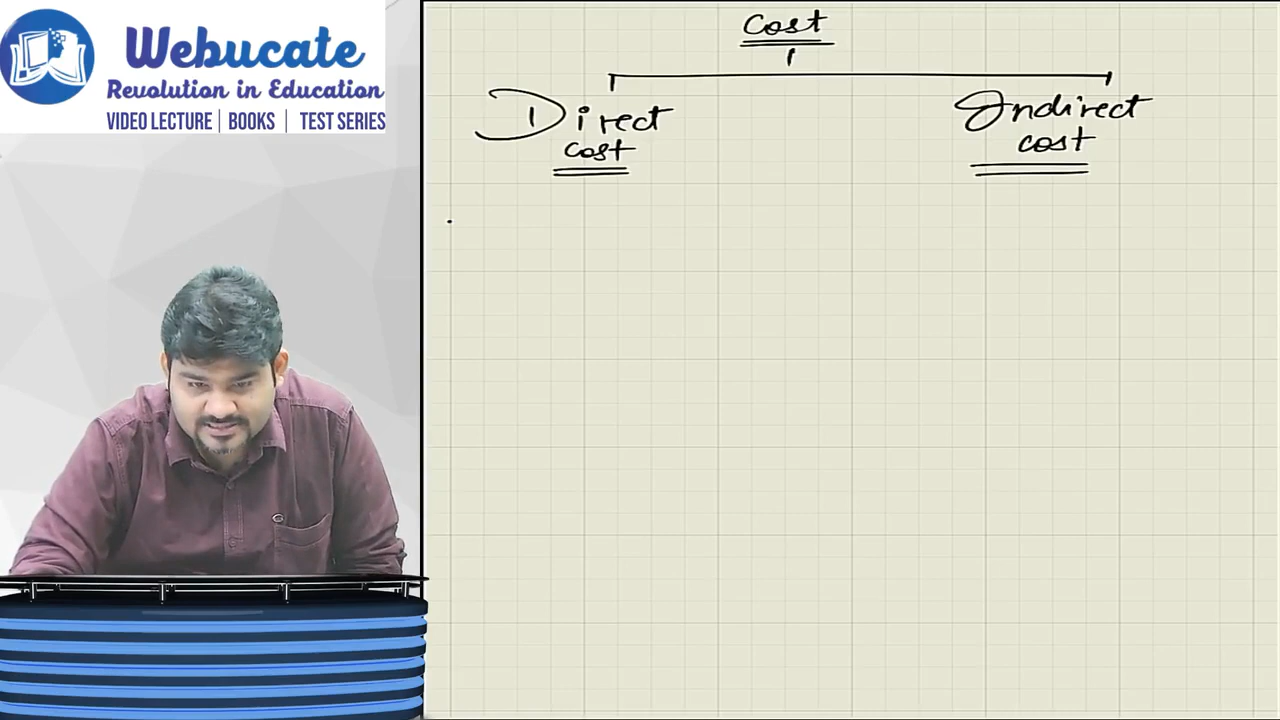 Webucate
Revolution in Education
VIDEO LECTURE | BOOKS | TEST SERIES
Cost
Direct
cost
Indirect
cost